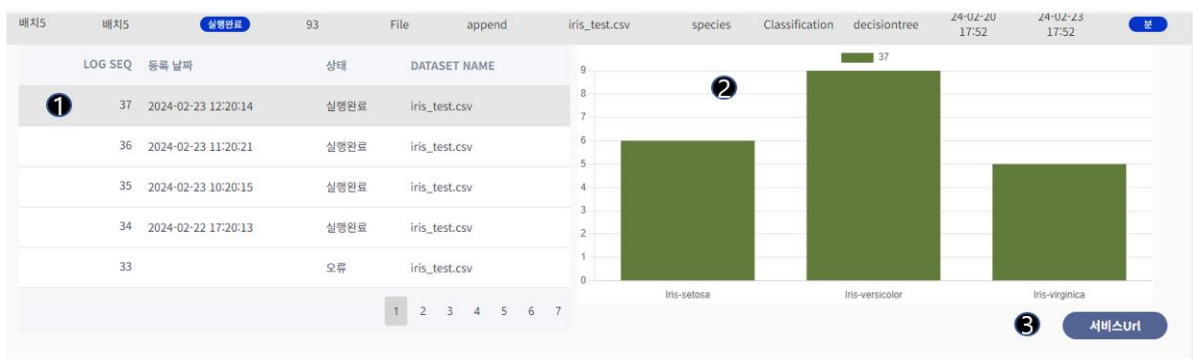 배치5 배치5 실행완료 93 File append iris_test.csv species Classification decisiontree 24-02-20 17:52 24-02-23 17:52 분
LOG SEQ 등록 날짜 상태 DATASET NAME
❶ 37 2024-02-23 12:20:14 실행완료 iris_test.csv
36 2024-02-23 11:20:21 실행완료 iris_test.csv
35 2024-02-23 10:20:15 실행완료 iris_test.csv
34 2024-02-22 17:20:13 실행완료 iris_test.csv
33 오류 iris_test.csv
1 2 3 4 5 6 7
37
❷
9
8
7
6
5
4
3
2
1
0
Iris-setosa Iris-versicolor Iris-virginica
❸ 서비스Url